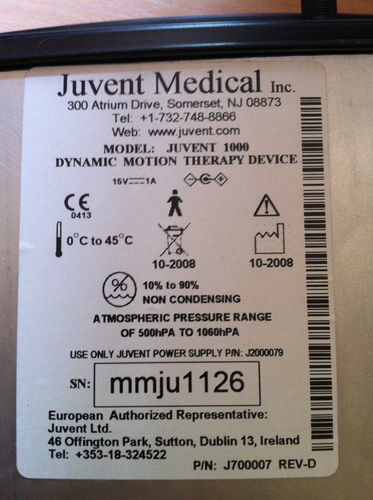 Juvent Medical Inc.
300 Atrium Drive, Somerset, NJ 08873
Tel: +1-732-748-8866
Web: www.juvent.com
MODEL: JUVENT 1000
DYNAMIC MOTION THERAPY DEVICE
15V 1A
CE
0413
0°C to 45°C
10-2008
10-2008
% 10% to 90%
NON CONDENSING
ATMOSPHERIC PRESSURE RANGE
OF 500hPA TO 1060hPA
USE ONLY JUVENT POWER SUPPLY P/N: J2000079
SN: mmju1126
European Authorized Representative:
Juvent Ltd.
46 Offington Park, Sutton, Dublin 13, Ireland
Tel: +353-18-324522
P/N: J700007 REV-D